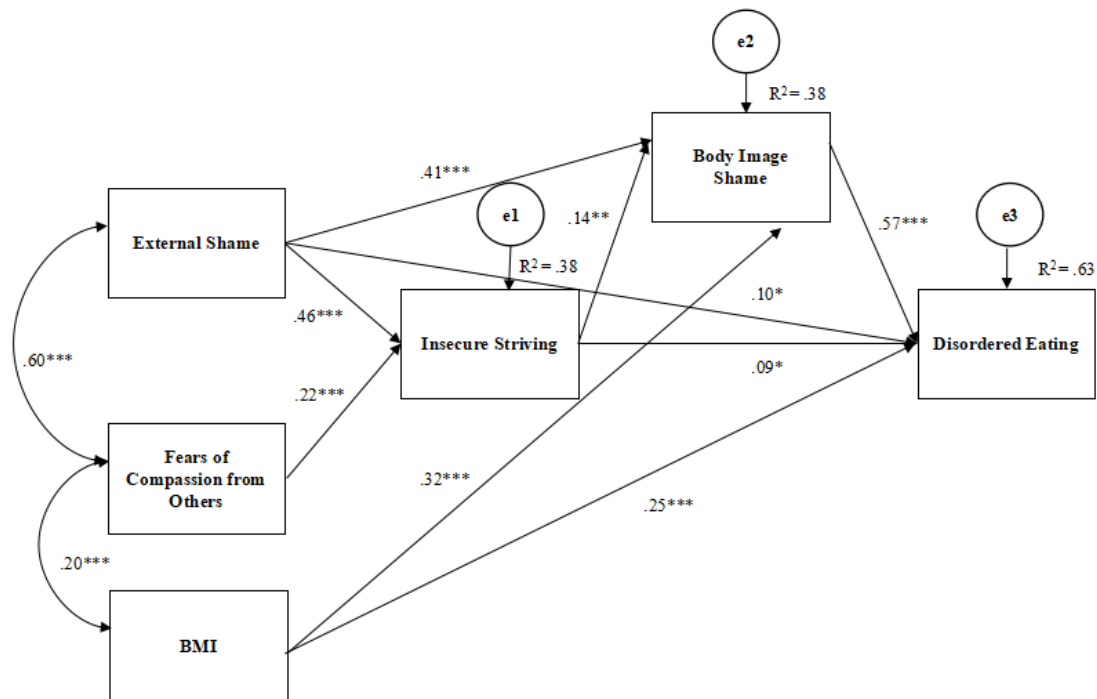 e2
R² = .38
Body Image
Shame
.41***
e1
.14**
.57***
e3
External Shame
R² = .38
R² = .63
.10*
.46***
Insecure Striving
Disordered Eating
.60***
.09*
.22***
Fears of
Compassion from
Others
.32***
.25***
.20***
BMI